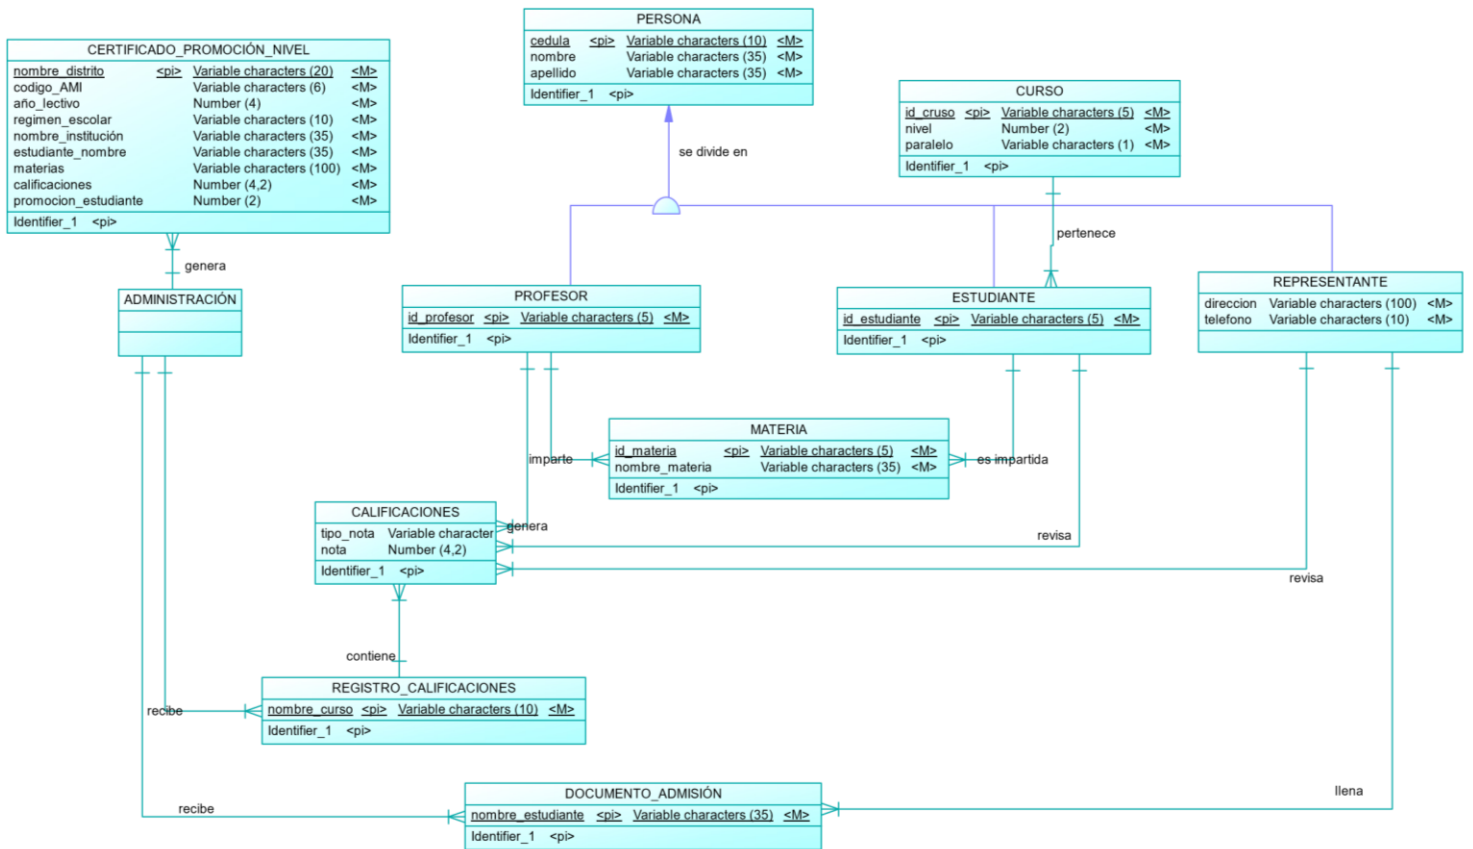 PERSONA
cedula <pi> Variable characters (10) <M>
nombre Variable characters (35) <M>
apellido Variable characters (35) <M>
Identifier_1 <pi>
CERTIFICADO_PROMOCIÓN_NIVEL
nombre_distrito <pi> Variable characters (20) <M>
codigo_AMI Variable characters (6) <M>
año_lectivo Number (4) <M>
regimen_escolar Variable characters (10) <M>
nombre_institución Variable characters (35) <M>
estudiante_nombre Variable characters (35) <M>
materias Variable characters (100) <M>
calificaciones Number (4,2) <M>
promocion_estudiante Number (2) <M>
Identifier_1 <pi>
CURSO
id_cruso <pi> Variable characters (5) <M>
nivel Number (2) <M>
paralelo Variable characters (1) <M>
Identifier_1 <pi>
se divide en
pertenece
genera
ADMINISTRACIÓN
PROFESOR
id_profesor <pi> Variable characters (5) <M>
Identifier_1 <pi>
ESTUDIANTE
id_estudiante <pi> Variable characters (5) <M>
Identifier_1 <pi>
REPRESENTANTE
direccion Variable characters (100) <M>
telefono Variable characters (10) <M>
MATERIA
id_materia <pi> Variable characters (5) <M>
nombre_materia Variable characters (35) <M>
Identifier_1 <pi>
imparte
es impartida
CALIFICACIONES
tipo_nota Variable character
nota Number (4,2)
Identifier_1 <pi>
genera
revisa
revisa
contiene
REGISTRO_CALIFICACIONES
nombre_curso <pi> Variable characters (10) <M>
Identifier_1 <pi>
recibe
DOCUMENTO_ADMISIÓN
nombre_estudiante <pi> Variable characters (35) <M>
Identifier_1 <pi>
recibe
llena